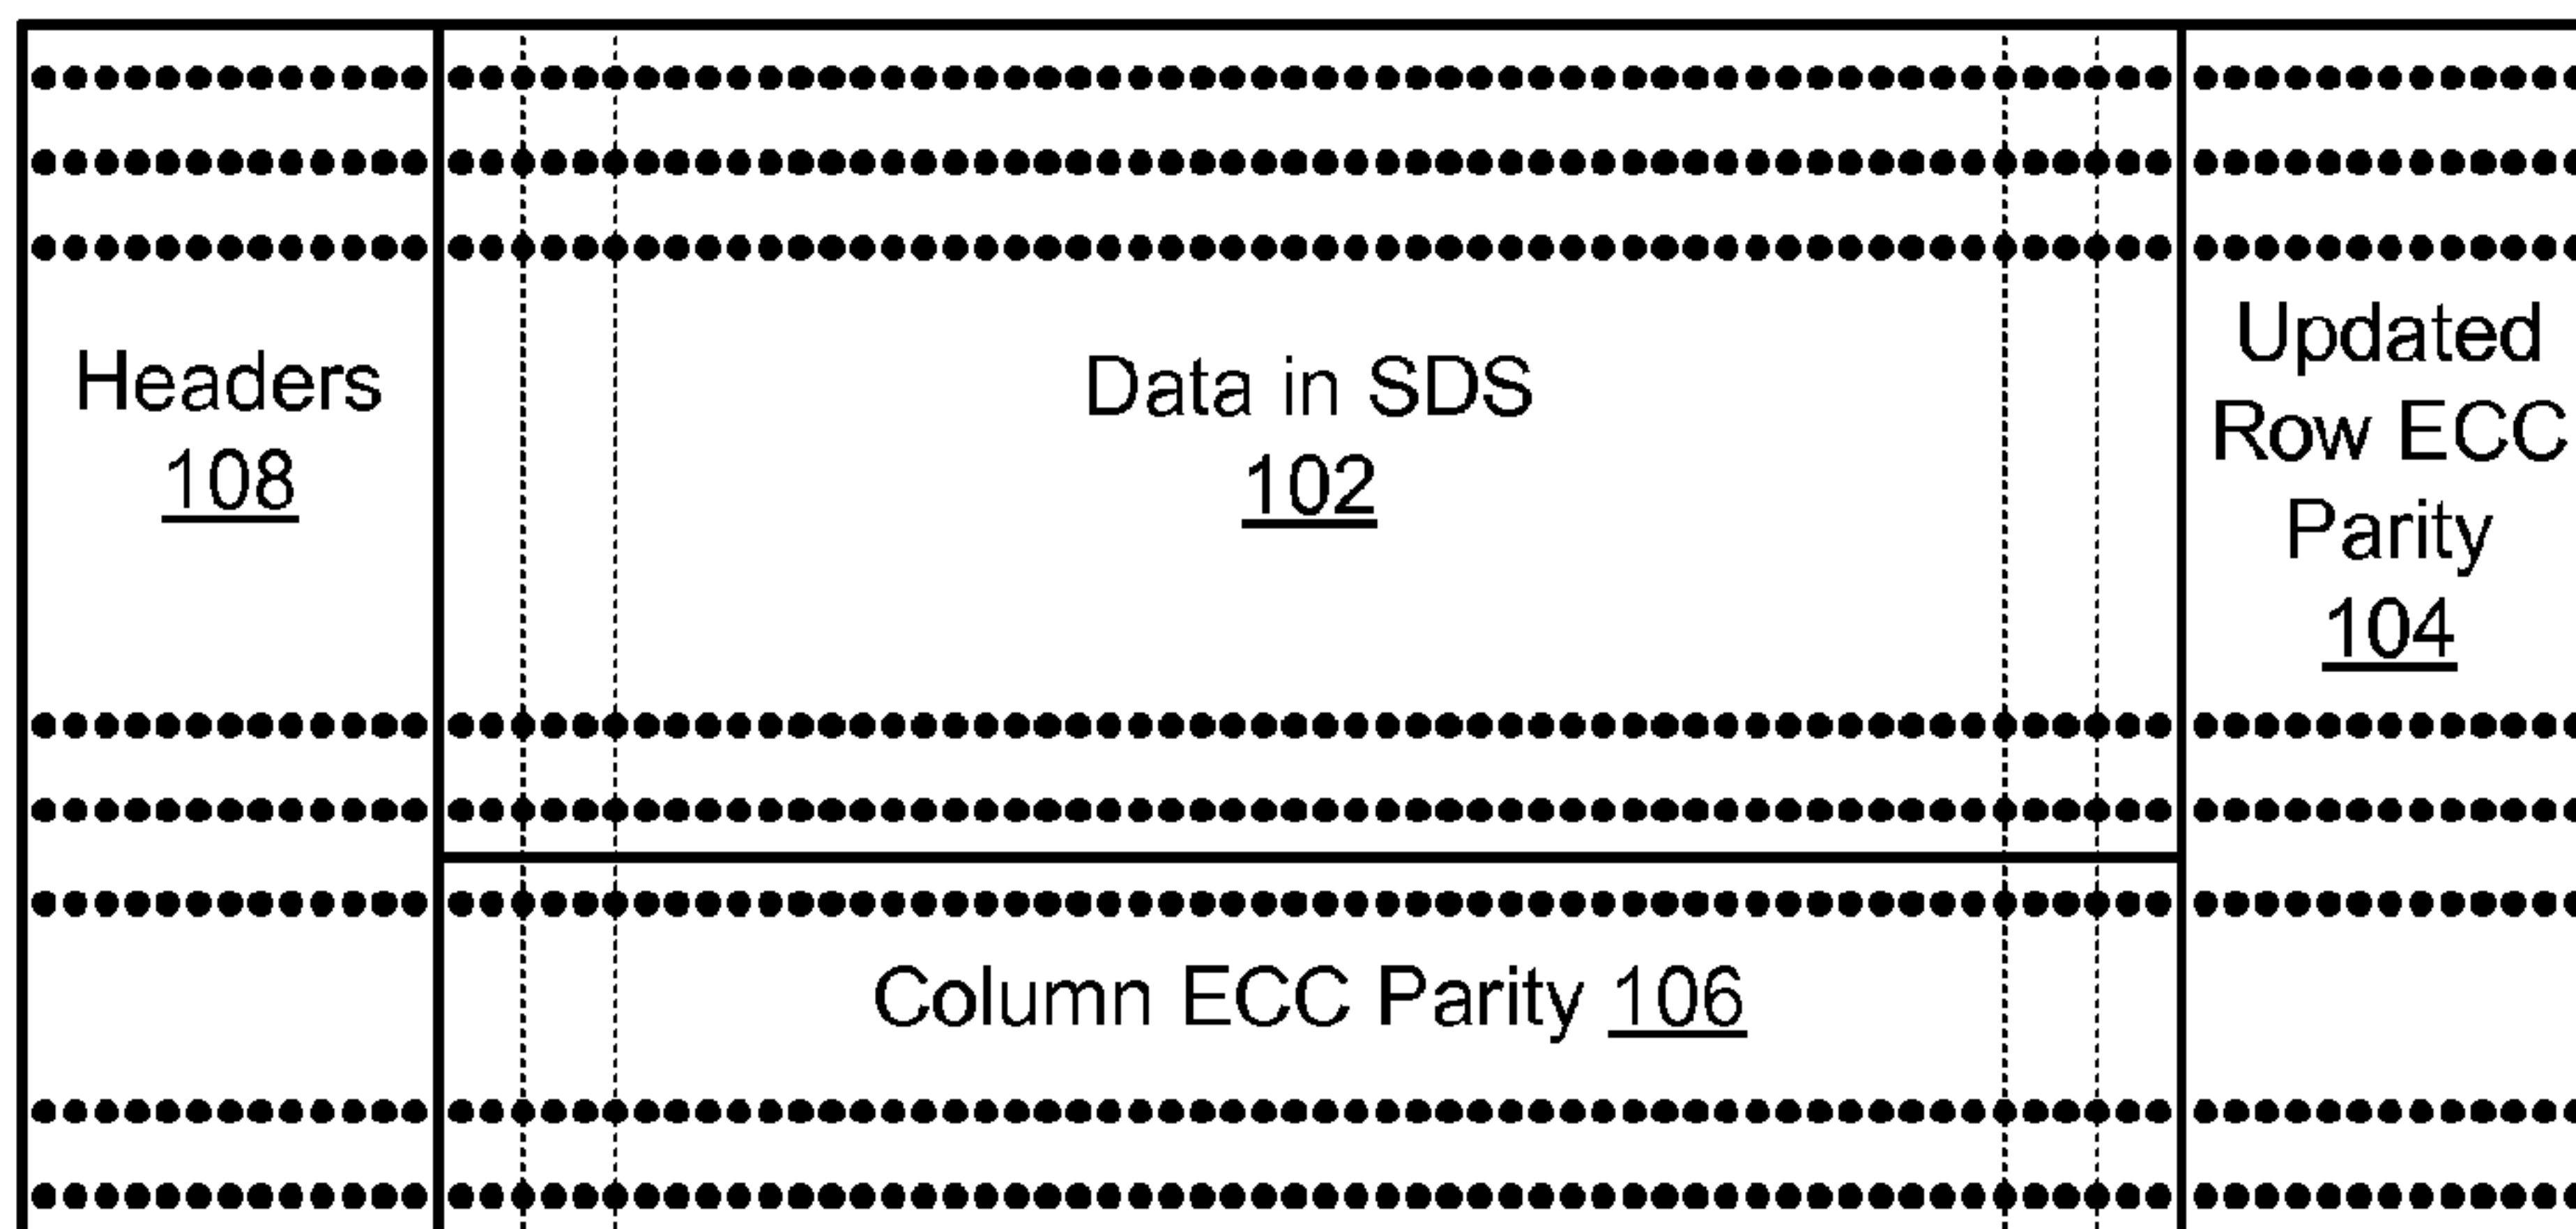 Headers
108
Data in SDS
102
Updated
Row ECC
Parity
104
Column ECC Parity 106